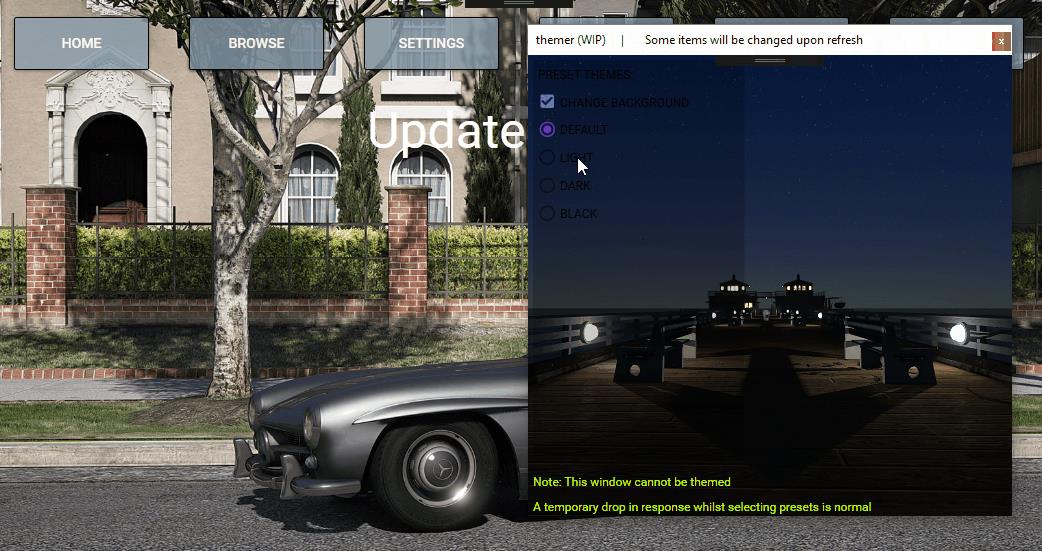 HOME
BROWSE
SETTINGS
themer (WIP) | Some items will be changed upon refresh
x
Update
PRESET THEMES:
CHANGE BACKGROUND
DEFAULT
LIGHT
DARK
BLACK
Note: This window cannot be themed
A temporary drop in response whilst selecting presets is normal